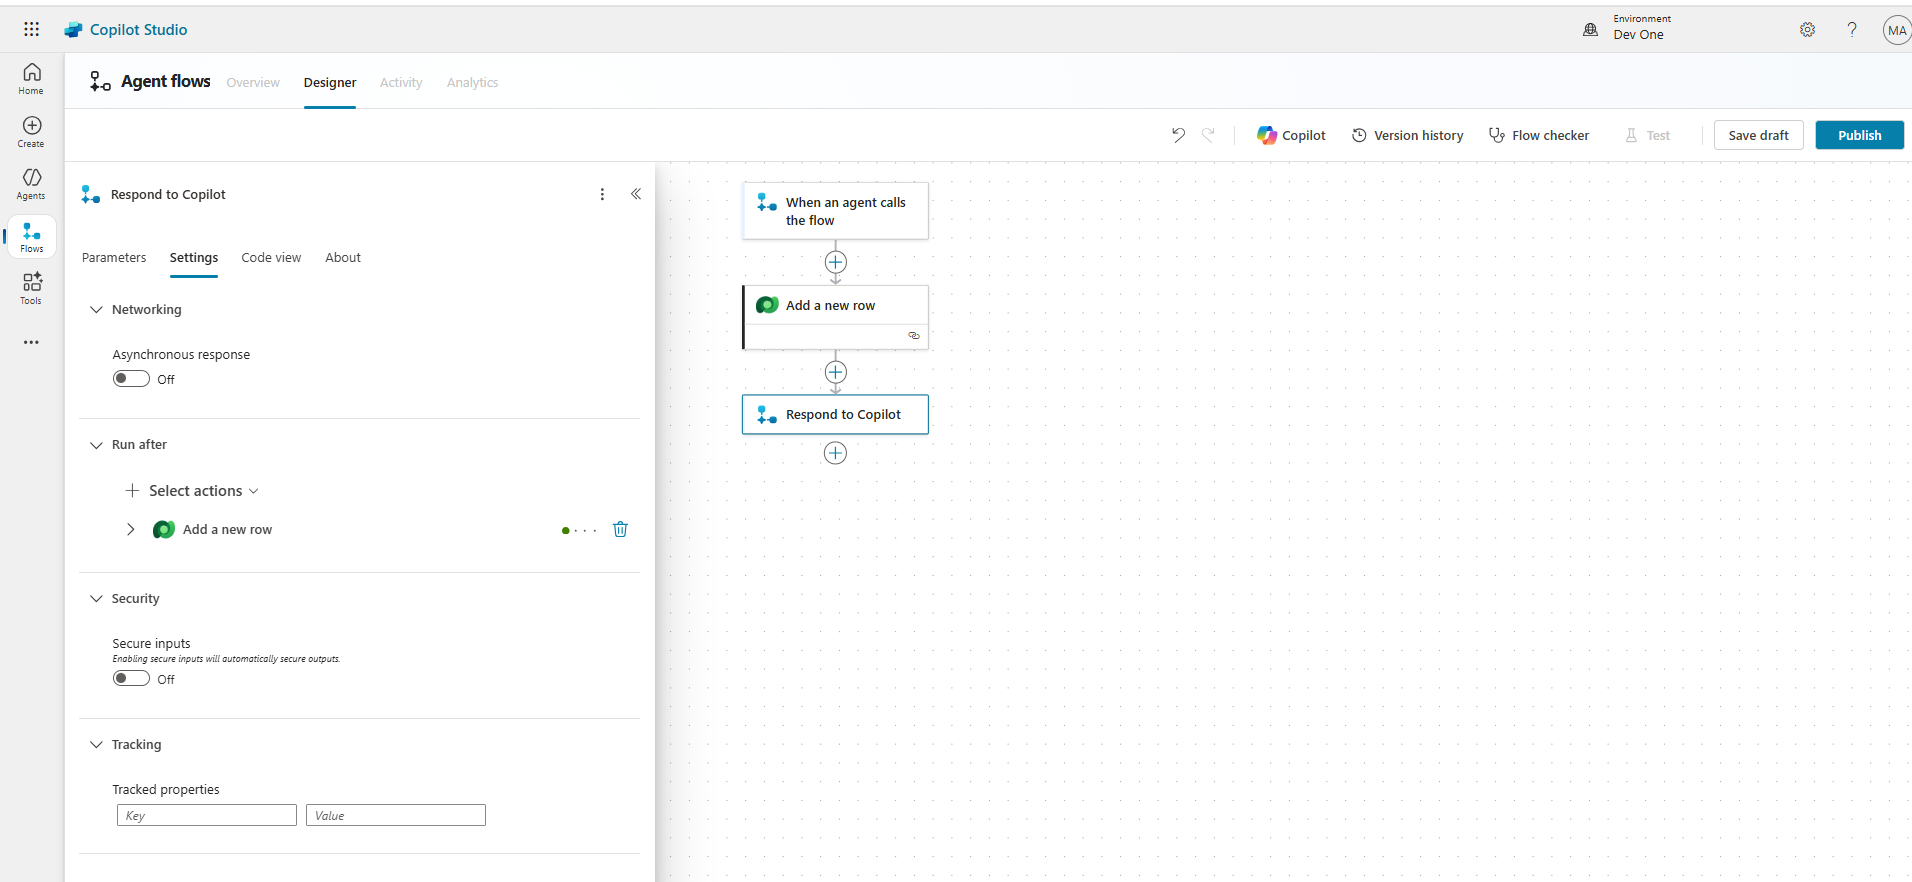 Copilot Studio
Environment
Dev One
MA
Home
Create
Agents
Flows
Tools
Agent flows
Overview
Designer
Activity
Analytics
Copilot
Version history
Flow checker
Test
Save draft
Publish
Respond to Copilot
Parameters
Settings
Code view
About
Networking
Asynchronous response
Off
Run after
Select actions
Add a new row
Security
Secure inputs
Enabling secure inputs will automatically secure outputs.
Off
Tracking
Tracked properties
Key
Value
When an agent calls
the flow
Add a new row
Respond to Copilot